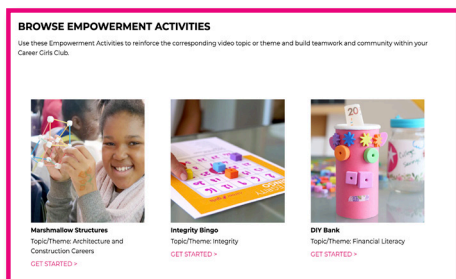 BROWSE EMPOWERMENT ACTIVITIES
Use these Empowerment Activities to reinforce the corresponding video topic or theme and build teamwork and community within your
Career Girls Club.
20
Marshmallow Structures
Topic/Theme: Architecture and
Construction Careers
GET STARTED >
Integrity Bingo
Topic/Theme: Integrity
GET STARTED >
DIY Bank
Topic/Theme: Financial Literacy
GET STARTED >